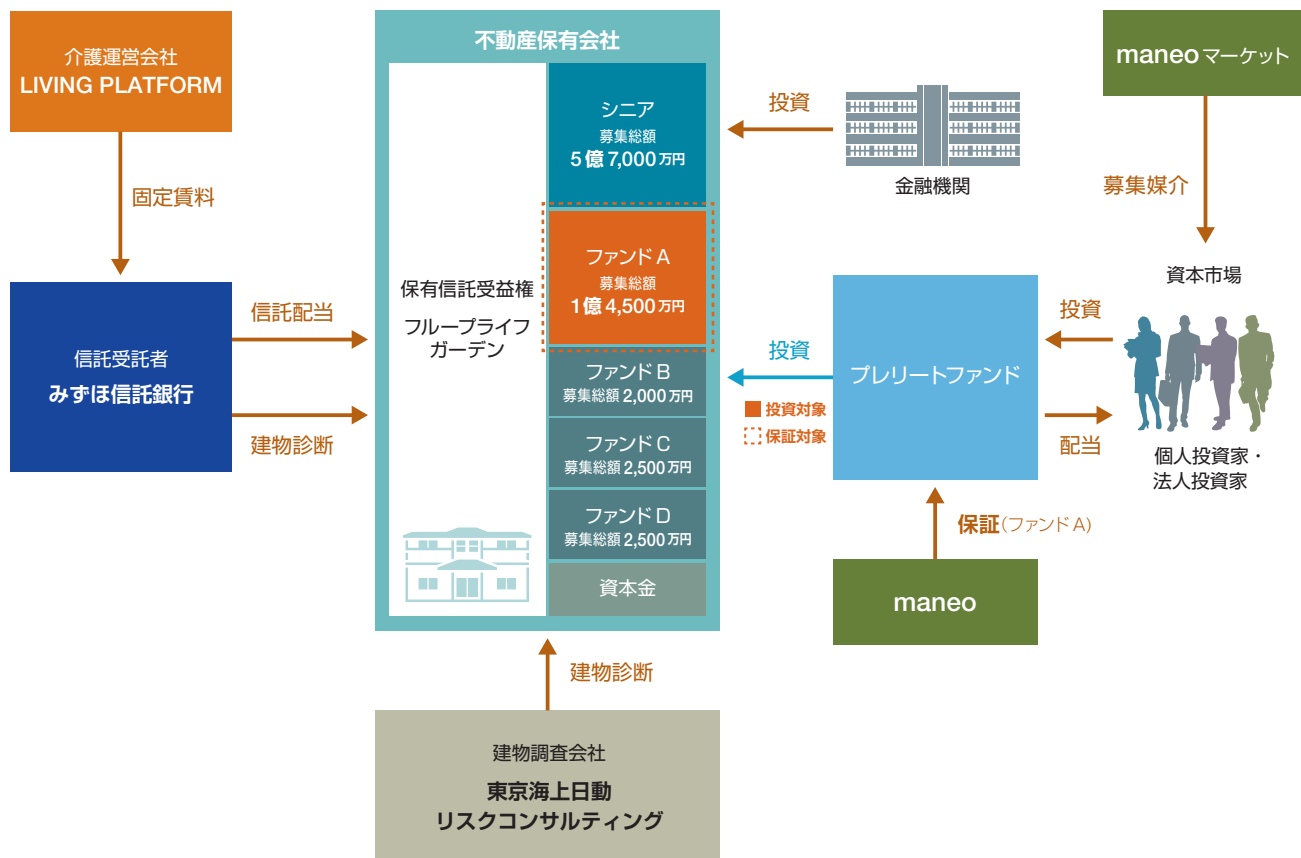 介護運営会社
LIVING PLATFORM
固定賃料
信託受託者
みずほ信託銀行
信託配当
建物診断
不動産保有会社
保有信託受益権
フループライフ
ガーデン
シニア
募集総額
5億7,000万円
ファンドA
募集総額
1億4,500万円
ファンドB
募集総額2,000万円
ファンドC
募集総額2,500万円
ファンドD
募集総額2,500万円
資本金
建物診断
建物調査会社
東京海上日動
リスクコンサルティング
投資
金融機関
投資
投資対象
保証対象
プレリートファンド
保証(ファンドA)
maneo
maneoマーケット
募集媒介
資本市場
投資
配当
個人投資家・
法人投資家